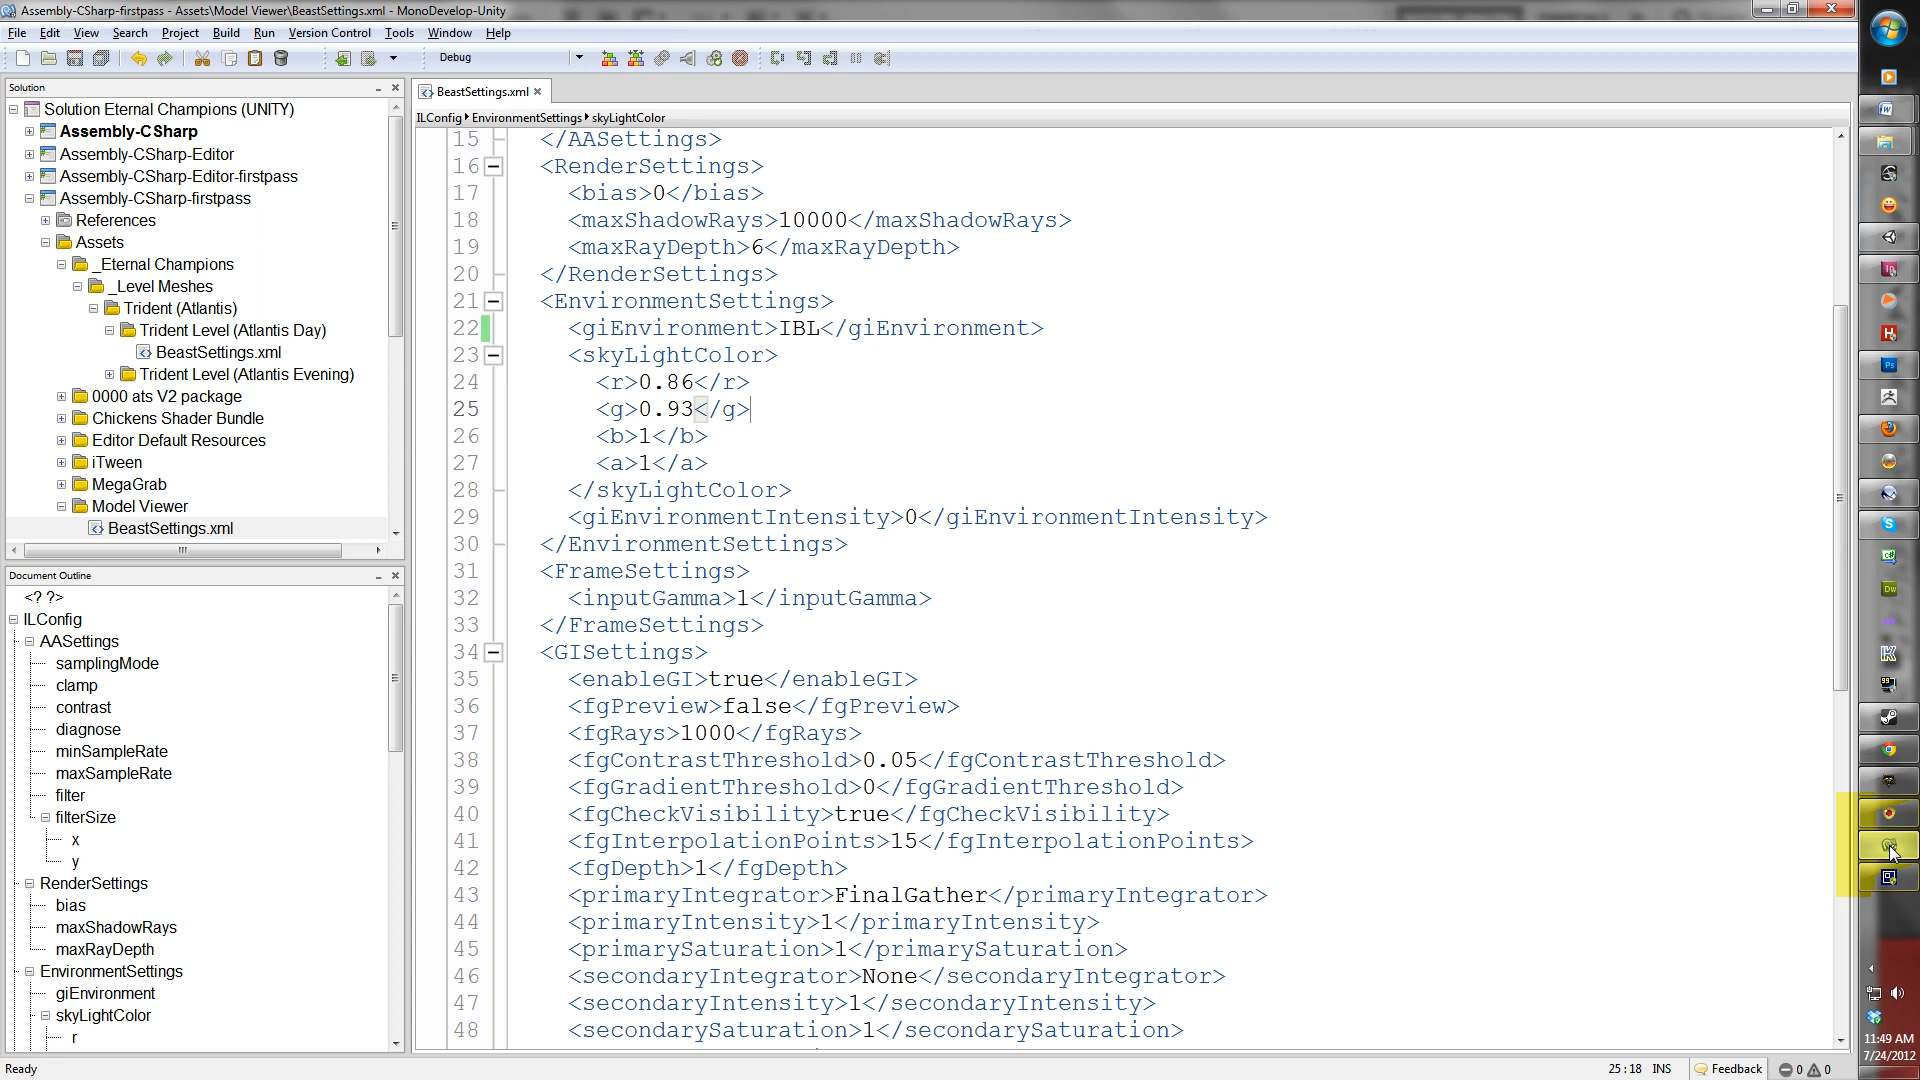 Assembly-CSharp-firstpass - Assets\Model Viewer\BeastSettings.xml - MonoDevelop-Unity
File Edit View Search Project Build Run Version Control Tools Window Help
Debug
Solution
Solution Eternal Champions (UNITY)
Assembly-CSharp
Assembly-CSharp-Editor
Assembly-CSharp-Editor-firstpass
Assembly-CSharp-firstpass
References
Assets
_Eternal Champions
_Level Meshes
Trident (Atlantis)
Trident Level (Atlantis Day)
BeastSettings.xml
Trident Level (Atlantis Evening)
0000 ats V2 package
Chickens Shader Bundle
Editor Default Resources
iTween
MegaGrab
Model Viewer
BeastSettings.xml
Document Outline
<? ?>
ILConfig
AASettings
samplingMode
clamp
contrast
diagnose
minSampleRate
maxSampleRate
filter
filterSize
x
y
RenderSettings
bias
maxShadowRays
maxRayDepth
EnvironmentSettings
giEnvironment
skyLightColor
r
BeastSettings.xml
ILConfig EnvironmentSettings skyLightColor
15 </AASettings>
16 <RenderSettings>
17 <bias>0</bias>
18 <maxShadowRays>10000</maxShadowRays>
19 <maxRayDepth>6</maxRayDepth>
20 </RenderSettings>
21 <EnvironmentSettings>
22 <giEnvironment>IBL</giEnvironment>
23 <skyLightColor>
24 <r>0.86</r>
25 <g>0.93</g>
26 <b>1</b>
27 <a>1</a>
28 </skyLightColor>
29 <giEnvironmentIntensity>0</giEnvironmentIntensity>
30 </EnvironmentSettings>
31 <FrameSettings>
32 <inputGamma>1</inputGamma>
33 </FrameSettings>
34 <GISettings>
35 <enableGI>true</enableGI>
36 <fgPreview>false</fgPreview>
37 <fgRays>1000</fgRays>
38 <fgContrastThreshold>0.05</fgContrastThreshold>
39 <fgGradientThreshold>0</fgGradientThreshold>
40 <fgCheckVisibility>true</fgCheckVisibility>
41 <fgInterpolationPoints>15</fgInterpolationPoints>
42 <fgDepth>1</fgDepth>
43 <primaryIntegrator>FinalGather</primaryIntegrator>
44 <primaryIntensity>1</primaryIntensity>
45 <primarySaturation>1</primarySaturation>
46 <secondaryIntegrator>None</secondaryIntegrator>
47 <secondaryIntensity>1</secondaryIntensity>
48 <secondarySaturation>1</secondarySaturation>
Ready
25 : 18 INS Feedback 0 0
11:49 AM
7/24/2012